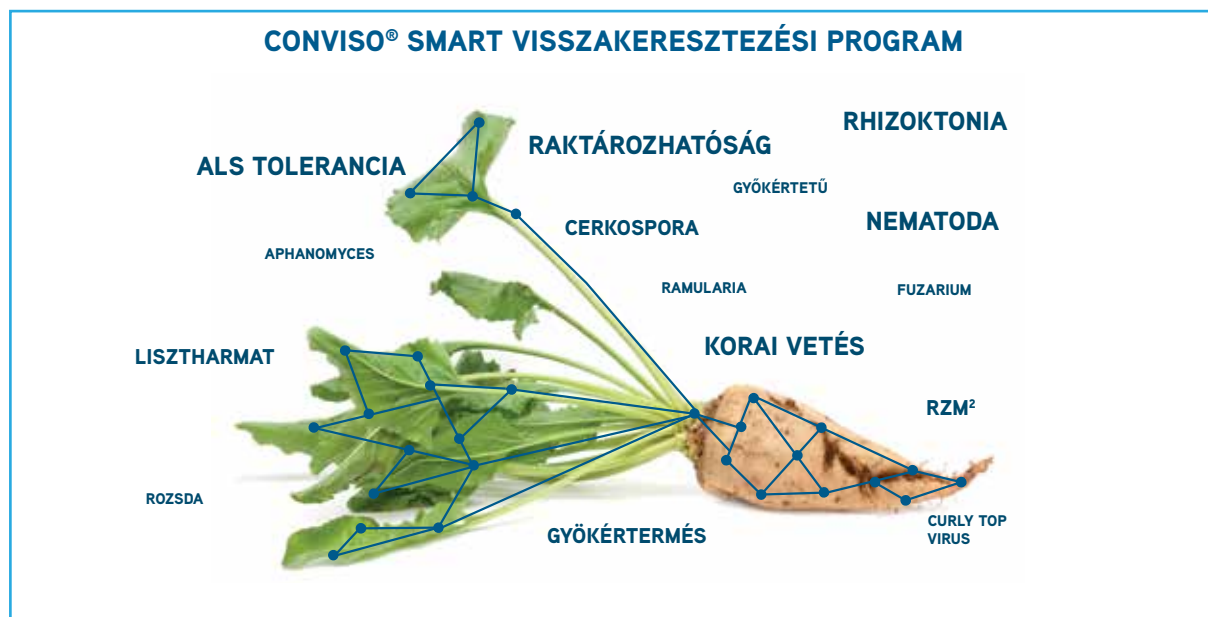 CONVISO® SMART VISSZAKERESZTEZÉSI PROGRAM
RHIZOKTONIA
RAKTÁROZHATÓSÁG
ALS TOLERANCIA
GYŐKÉRTETŰ
NEMATODA
CERKOSPORA
APHANOMYCES
RAMULARIA
FUZARIUM
KORAI VETÉS
LISZTHARMAT
RZM²
ROZSDA
CURLY TOP
VIRUS
GYÖKÉRTERMÉS